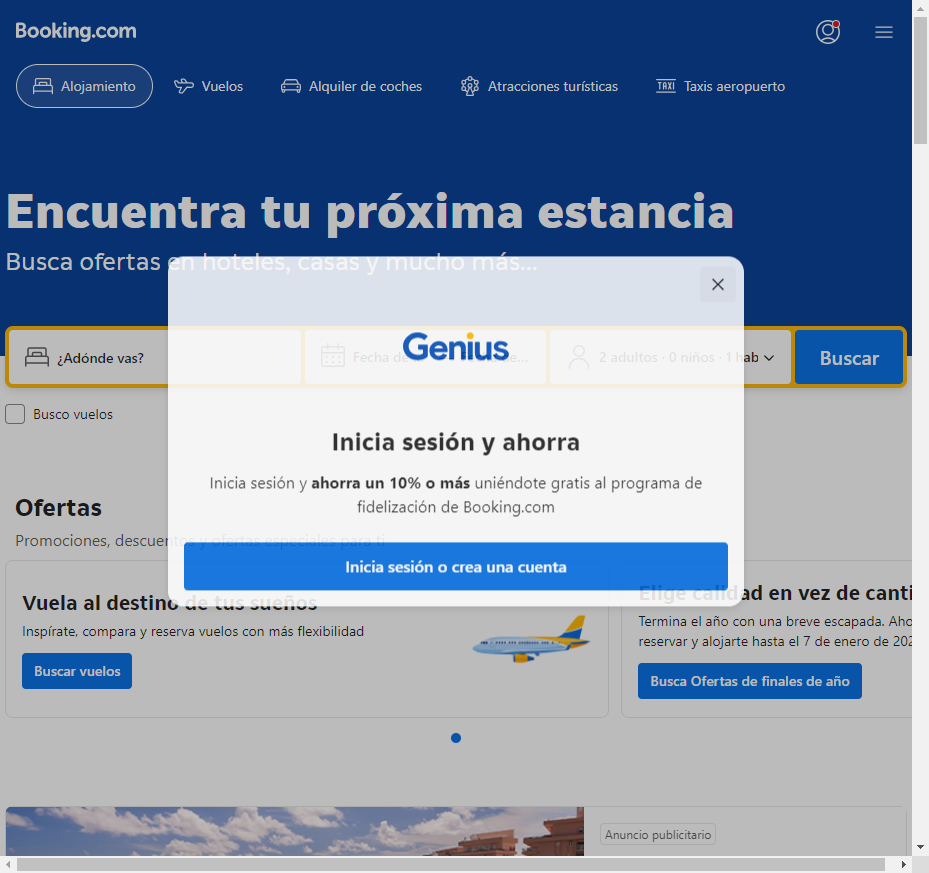 Booking.com
Alojamiento
Vuelos
Alquiler de coches
Atracciones turísticas
TAXI Taxis aeropuerto
Encuentra tu próxima estancia
Busca ofertas en hoteles, casas y mucho más...
¿Adónde vas?
Fecha de
de...
2 adultos · 0 niños · 1 hab
Buscar
Busco vuelos
Genius
Inicia sesión y ahorra
Inicia sesión y ahorra un 10% o más uniéndote gratis al programa de
fidelización de Booking.com
Inicia sesión o crea una cuenta
Ofertas
Promociones, descuentos y ofertas especiales para ti
Vuela al destino de tus sueños
Inspírate, compara y reserva vuelos con más flexibilidad
Buscar vuelos
Elige calidad en vez de canti
Termina el año con una breve escapada. Aho
reservar y alojarte hasta el 7 de enero de 202
Busca Ofertas de finales de año
Anuncio publicitario